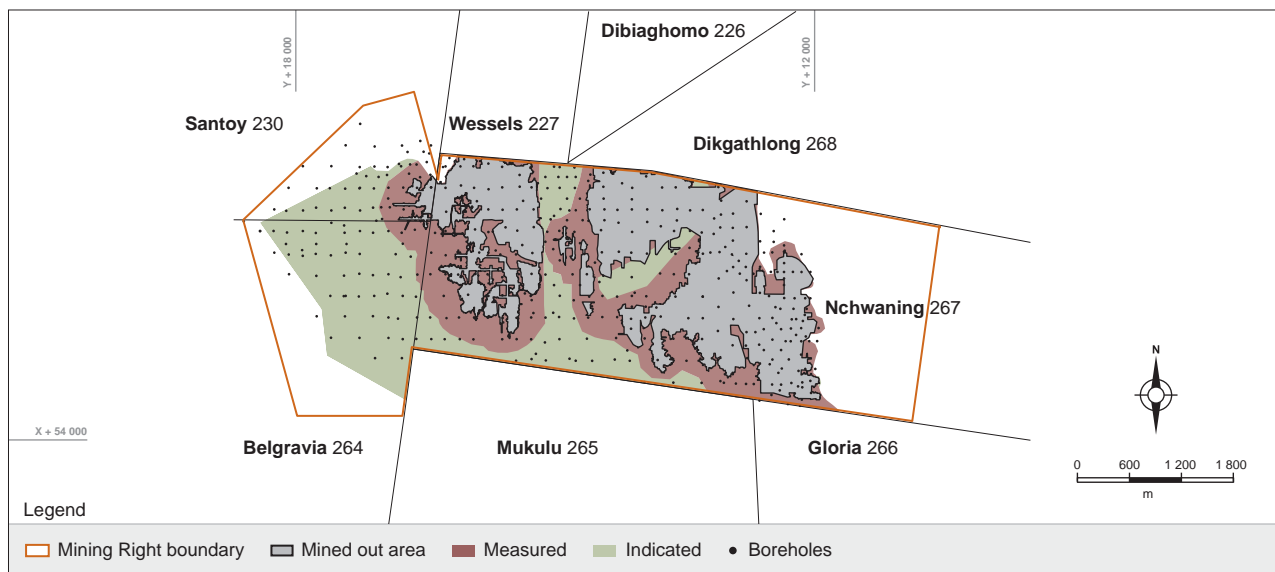 Dibiaghomo 226
Y + 18 000
Y + 12 000
Santoy 230
Wessels 227
Dikgathlong 268
Nchwaning 267
N
X + 54 000
Belgravia 264
Mukulu 265
Gloria 266
0 600 1 200 1 800
m
Legend
Mining Right boundary
Mined out area
Measured
Indicated
Boreholes